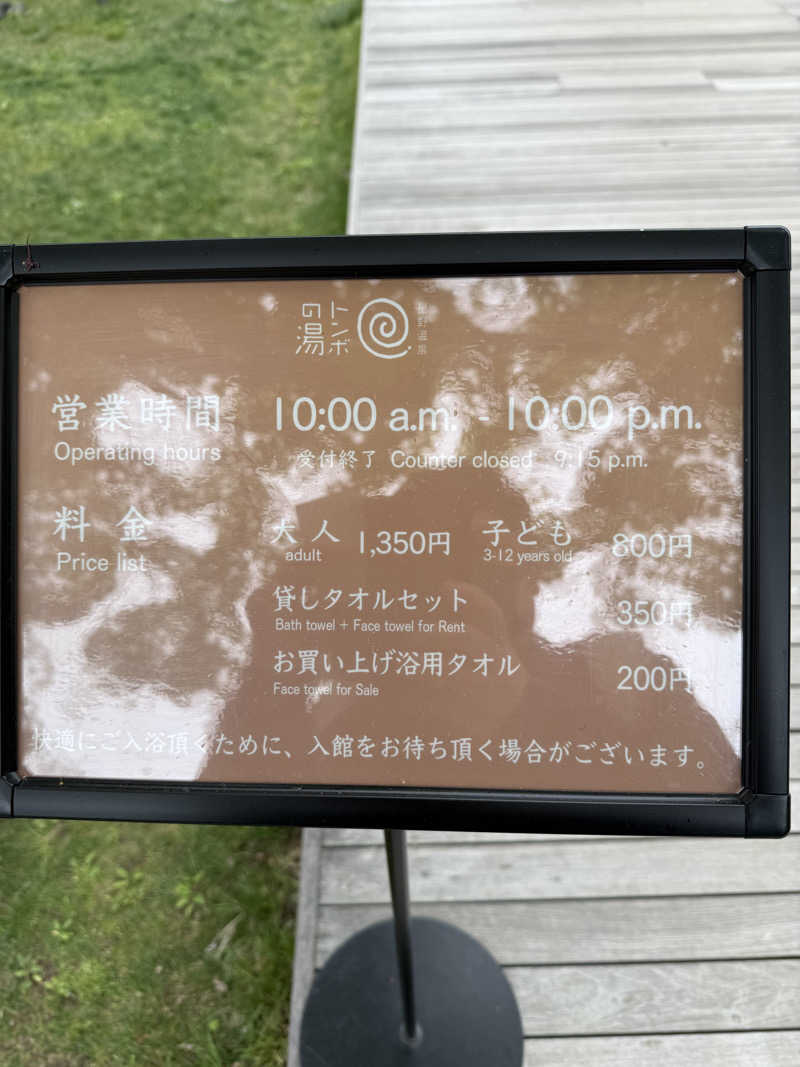 トンボの湯
営業時間 10:00 a.m. - 10:00 p.m.
Operating hours
受付終了 Counter closed 9:15 p.m.
料金 大人 1,350円 子ども 800円
Price list adult 3-12 years old
貸しタオルセット 350円
Bath towel + Face towel for Rent
お買い上げ浴用タオル 200円
Face towel for Sale
快適にご入浴頂くために、入館をお待ち頂く場合がございます。